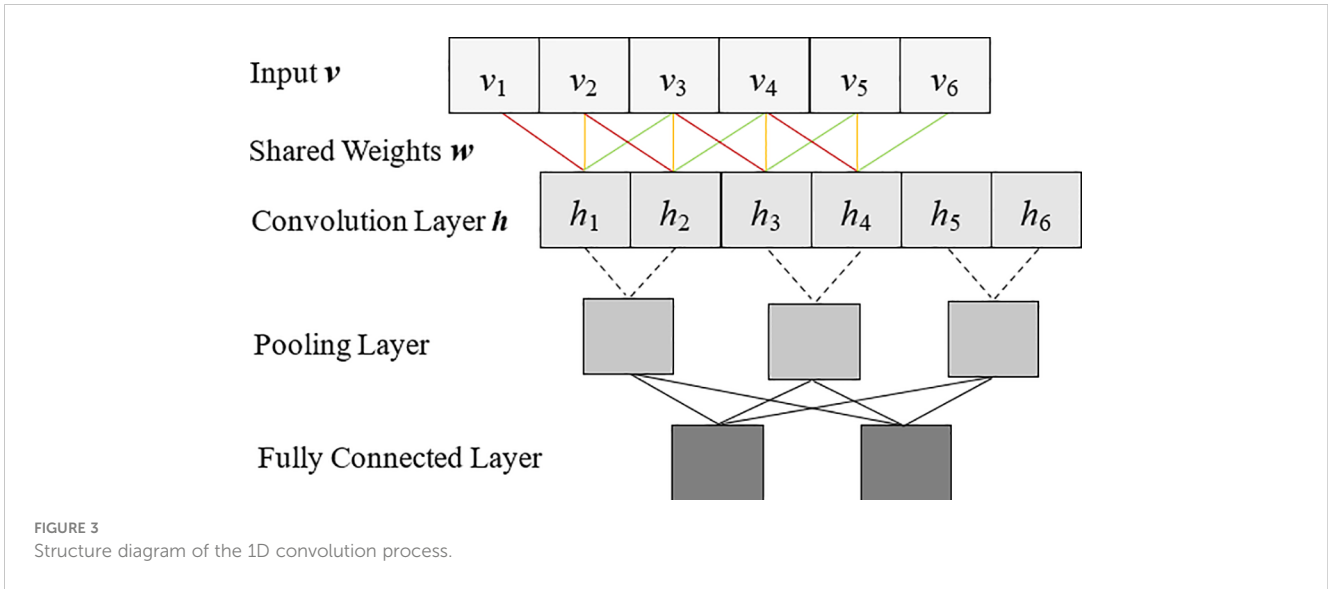 Input v
v1 v2 v3 v4 v5 v6
Shared Weights w
Convolution Layer h
h1 h2 h3 h4 h5 h6
Pooling Layer
Fully Connected Layer
FIGURE 3
Structure diagram of the 1D convolution process.